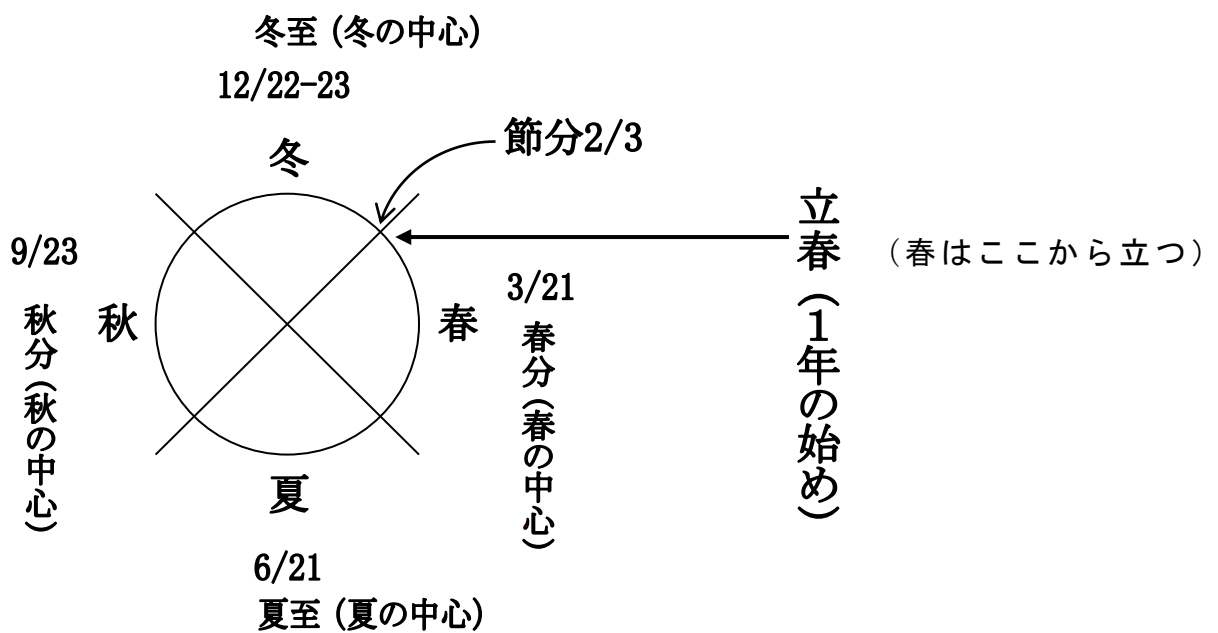 冬至（冬の中心）
12/22-23
冬
節分2/3
立春（1年の始め）
（春はここから立つ）
9/23
秋分（秋の中心）
秋
春
3/21
春分（春の中心）
夏
6/21
夏至（夏の中心）